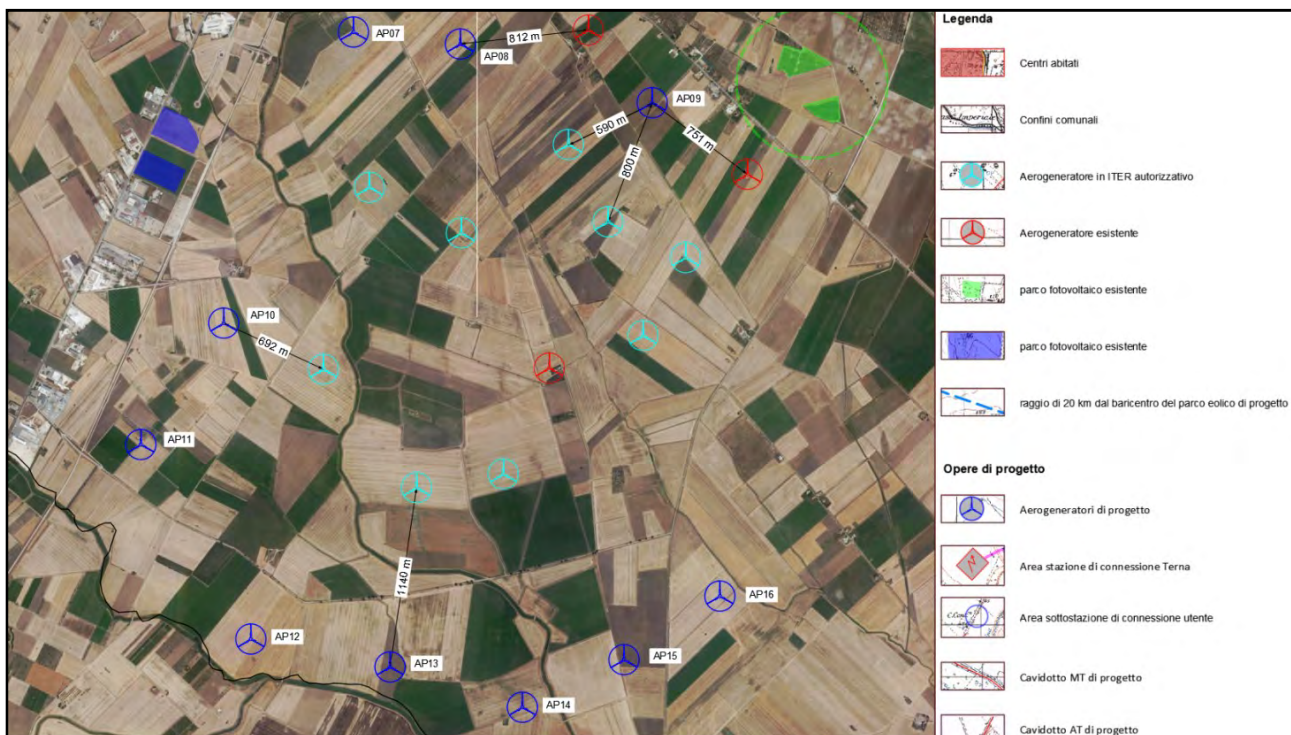 AP07
812 m
AP08
AP09
590 m
751 m
800 m
AP10
692 m
AP11
1140 m
AP16
AP12
AP13
AP15
AP14
Legenda
Centri abitati
Confini comunali
Aerogeneratore in ITER autorizzativo
Aerogeneratore esistente
parco fotovoltaico esistente
parco fotovoltaico esistente
raggio di 20 km dal baricentro del parco eolico di progetto
Opere di progetto
Aerogeneratori di progetto
Area stazione di connessione Terna
Area sottostazione di connessione utente
Cavidotto MT di progetto
Cavidotto AT di progetto